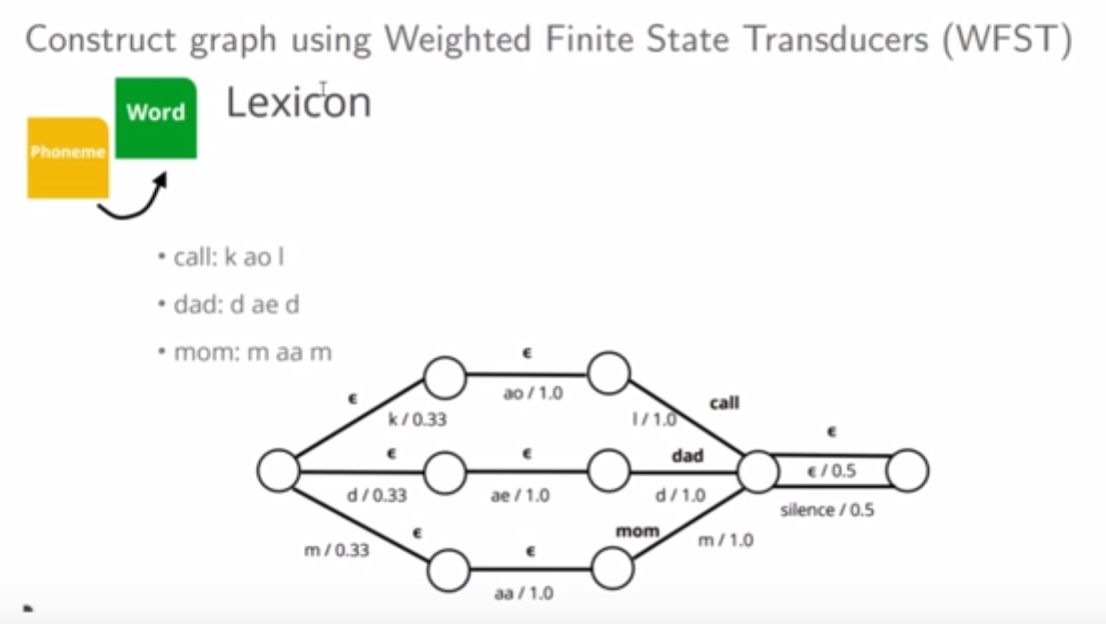 Construct graph using Weighted Finite State Transducers (WFST)
Word
Lexicon
Phoneme
• call: k ao l
• dad: d ae d
• mom: m aa m
ϵ
ao / 1.0
ϵ
k / 0.33
l / 1.0
call
ϵ
ϵ
ϵ
dad
ϵ / 0.5
d / 0.33
ae / 1.0
d / 1.0
silence / 0.5
ϵ
mom
m / 0.33
ϵ
m / 1.0
aa / 1.0